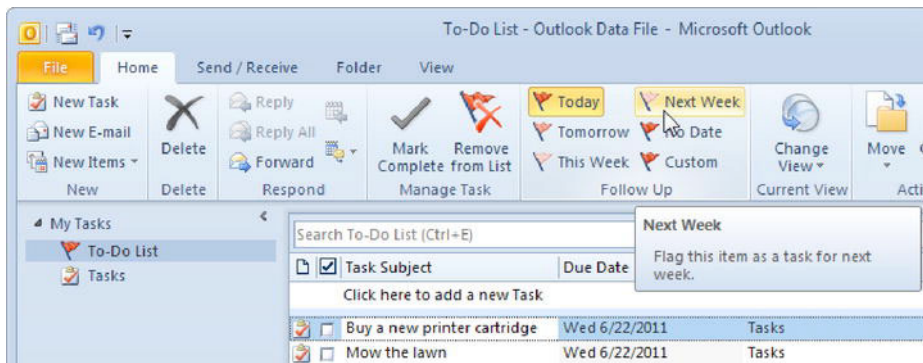 To-Do List - Outlook Data File - Microsoft Outlook
File Home Send / Receive Folder View
New Task
New E-mail
New Items
New
Delete
Delete
Reply
Reply All
Forward
Respond
Mark Complete
Remove from List
Manage Task
Today Next Week
Tomorrow No Date
This Week Custom
Follow Up
Change View
Current View
Move
My Tasks
To-Do List
Tasks
Search To-Do List (Ctrl+E)
Task Subject Due Date
Click here to add a new Task
Buy a new printer cartridge Wed 6/22/2011 Tasks
Mow the lawn Wed 6/22/2011 Tasks
Next Week
Flag this item as a task for next
week.